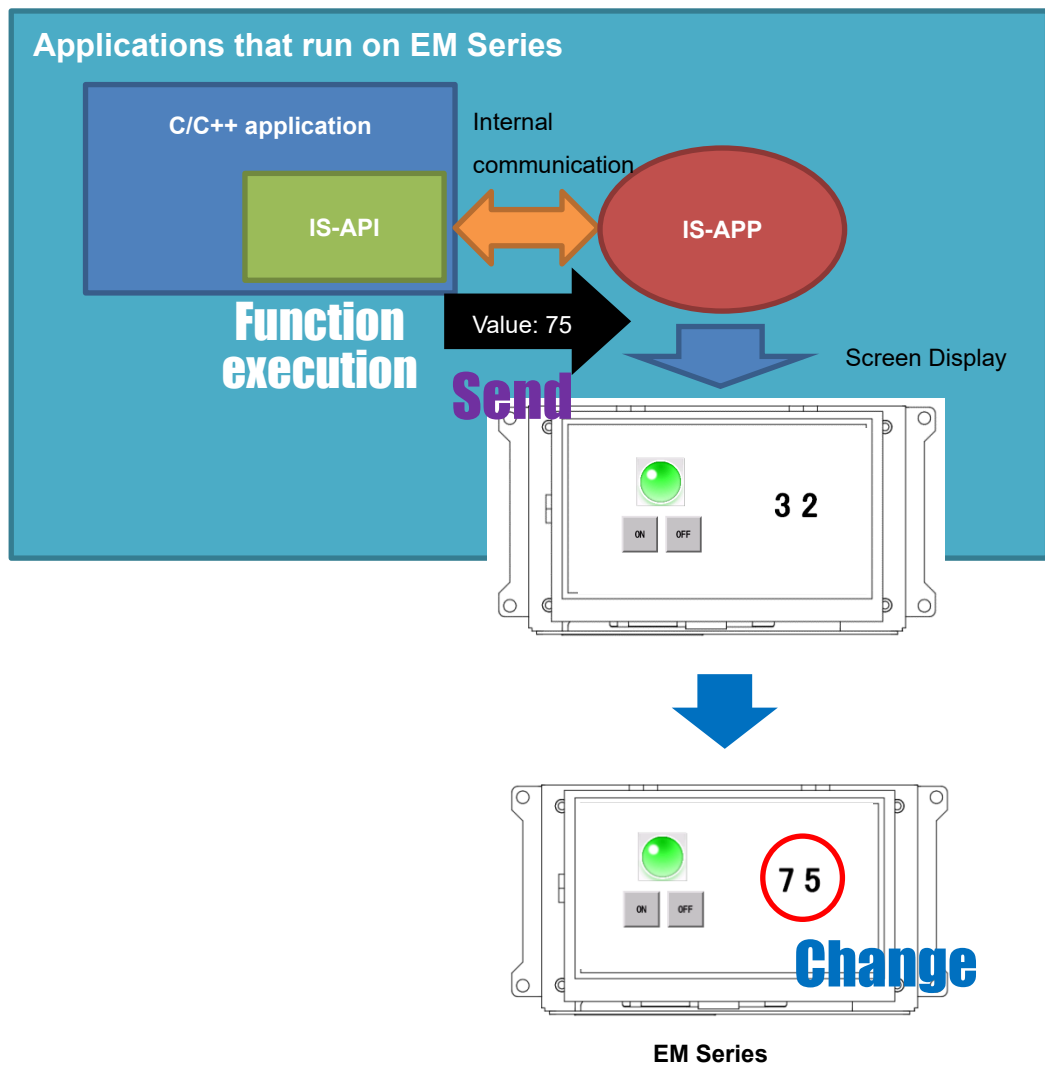 Applications that run on EM Series
C/C++ application
Internal
communication
IS-API
IS-APP
Function
execution
Value: 75
Send
Screen Display
3 2
ON
OFF
7 5
ON
OFF
Change
EM Series